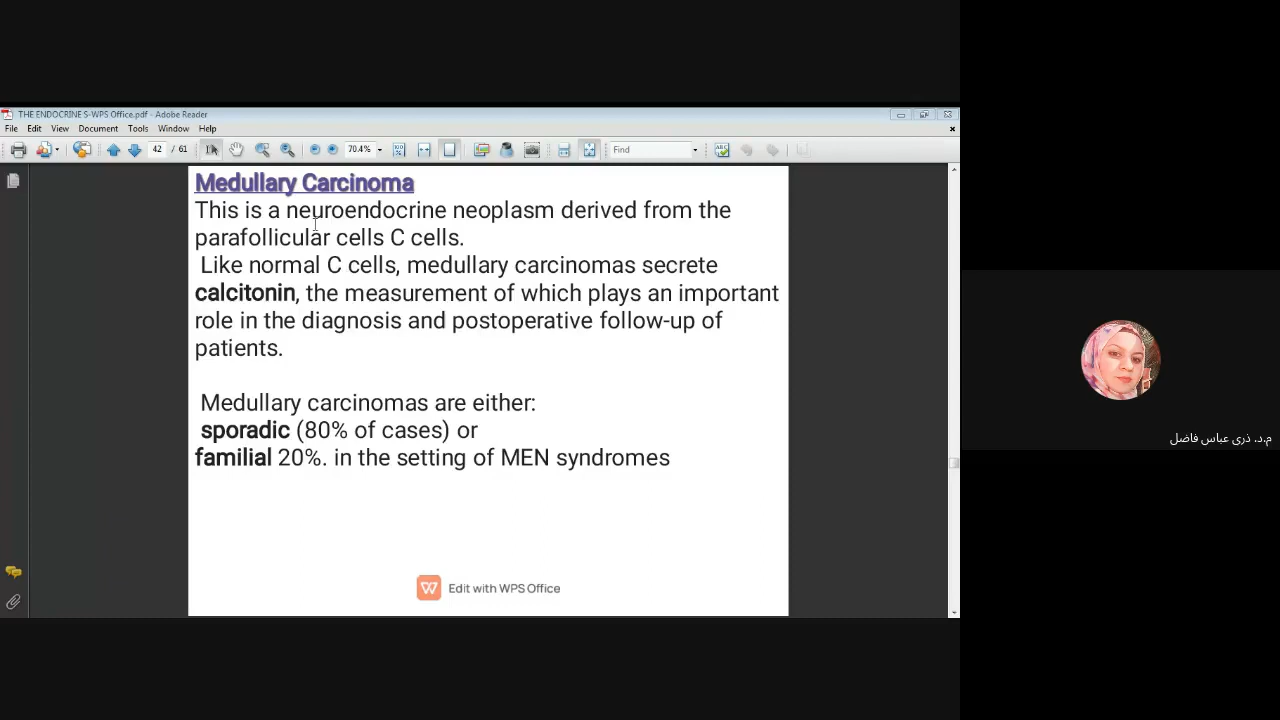 THE ENDOCRINE S-WPS Office.pdf - Adobe Reader
File Edit View Document Tools Window Help
42 / 61 70.4% Find
Medullary Carcinoma
This is a neuroendocrine neoplasm derived from the
parafollicular cells C cells.
Like normal C cells, medullary carcinomas secrete
calcitonin, the measurement of which plays an important
role in the diagnosis and postoperative follow-up of
patients.
Medullary carcinomas are either:
sporadic (80% of cases) or
familial 20%. in the setting of MEN syndromes
Edit with WPS Office
م.د. ذرى عباس فاضل